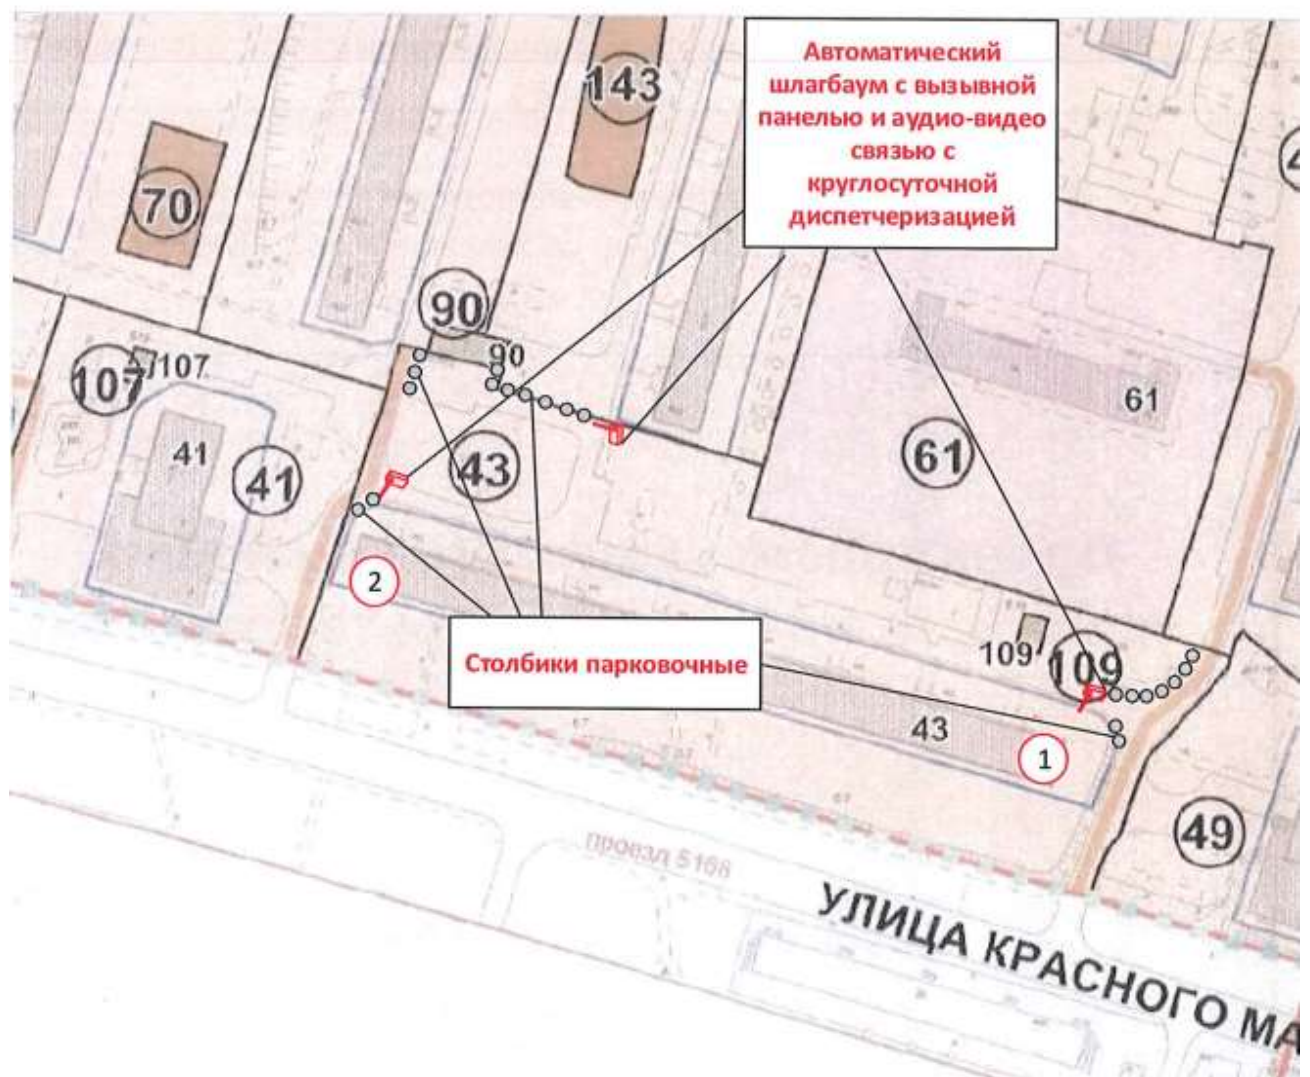 Автоматический
шлагбаум с вызывной
панелью и аудио-видео
связью с
круглосуточной
диспетчеризацией
143
70
90
90
107
107
41
41
43
61
61
2
Столбики парковочные
109
109
43
1
49
проезд 5168
УЛИЦА КРАСНОГО МА